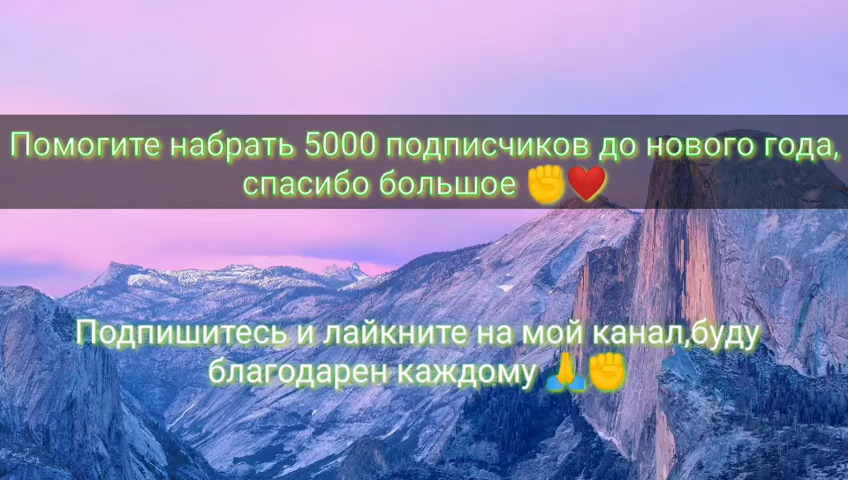 Помогите набрать 5000 подписчиков до нового года,
спасибо большое ✊❤️
Подпишитесь и лайкните на мой канал,буду
благодарен каждому 🙏✊